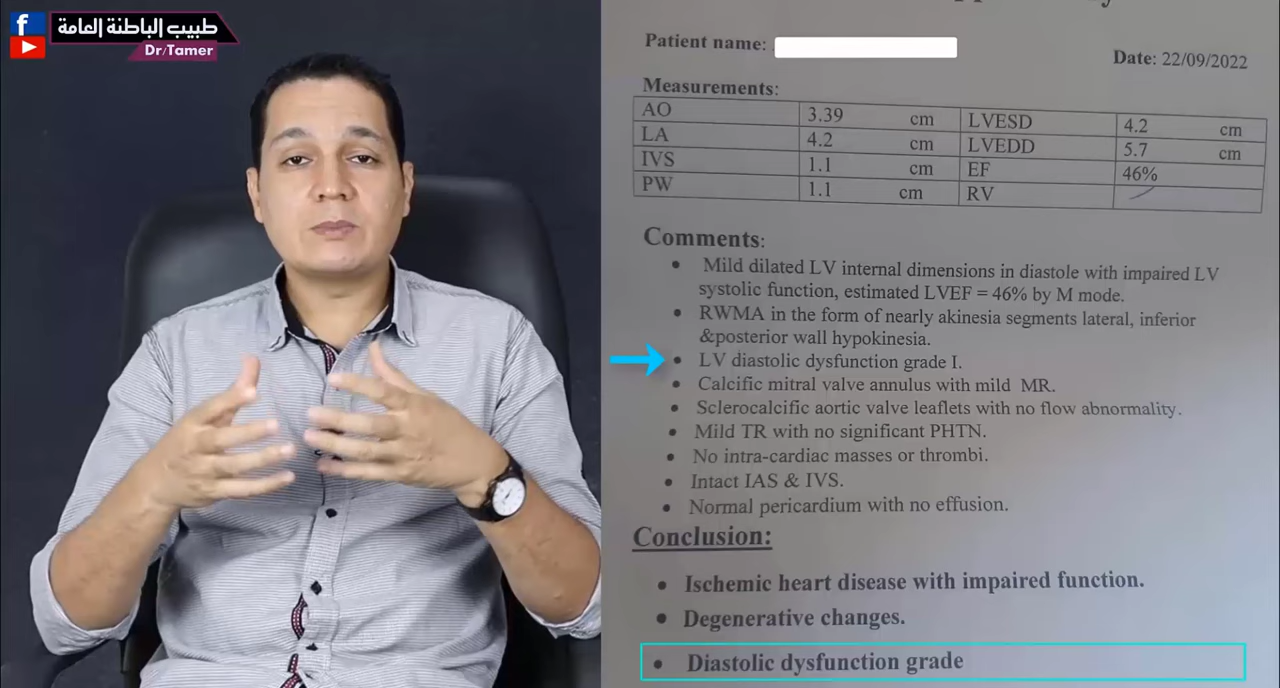 f
طبيب الباطنة العامة
Dr/Tamer
Patient name:
Date: 22/09/2022
Measurements:
AO 3.39 cm LVESD 4.2 cm
LA 4.2 cm LVEDD 5.7 cm
IVS 1.1 cm EF 46%
PW 1.1 cm RV
Comments:
• Mild dilated LV internal dimensions in diastole with impaired LV
systolic function, estimated LVEF = 46% by M mode.
• RWMA in the form of nearly akinesia segments lateral, inferior
&posterior wall hypokinesia.
• LV diastolic dysfunction grade I.
• Calcific mitral valve annulus with mild MR.
• Sclerocalcific aortic valve leaflets with no flow abnormality.
• Mild TR with no significant PHTN.
• No intra-cardiac masses or thrombi.
• Intact IAS & IVS.
• Normal pericardium with no effusion.
Conclusion:
• Ischemic heart disease with impaired function.
• Degenerative changes.
• Diastolic dysfunction grade